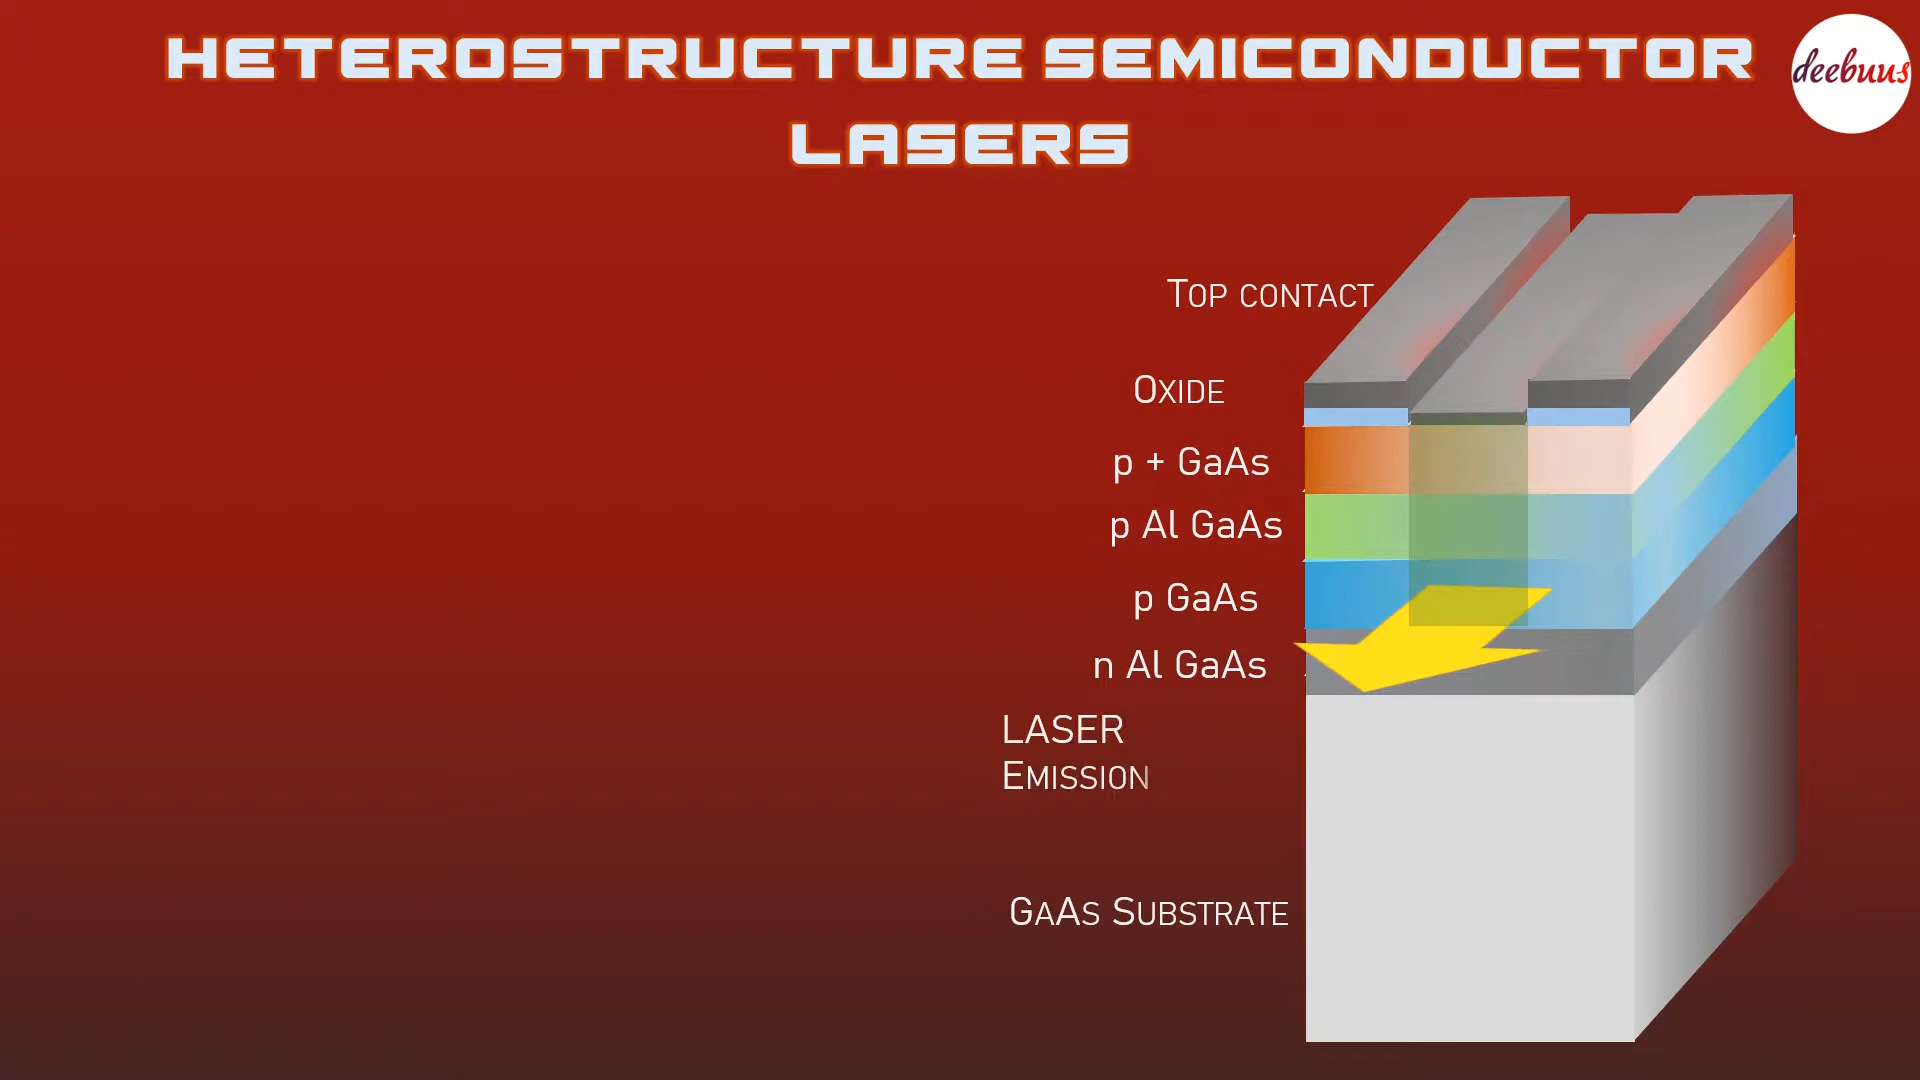 HETEROSTRUCTURE SEMICONDUCTOR
LASERS
deebuus
TOP CONTACT
OXIDE
p + GaAs
p Al GaAs
p GaAs
n Al GaAs
LASER
EMISSION
GAAS SUBSTRATE